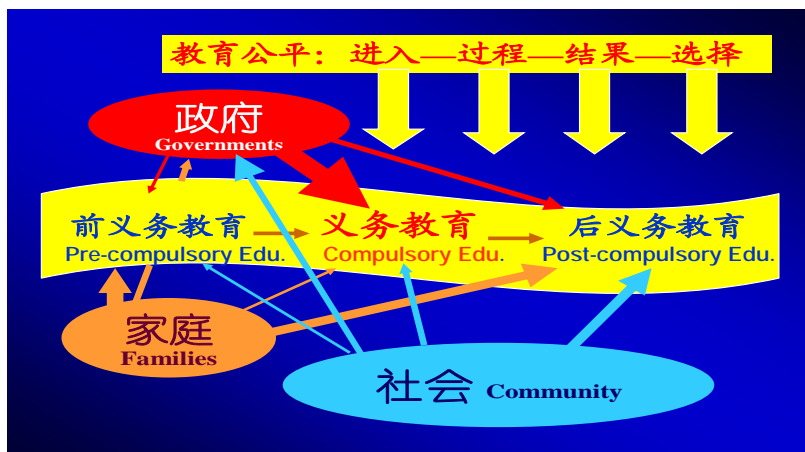 教育公平：进入—过程—结果—选择
政府
Governments
前义务教育
Pre-compulsory Edu.
义务教育
Compulsory Edu.
后义务教育
Post-compulsory Edu.
家庭
Families
社会 Community